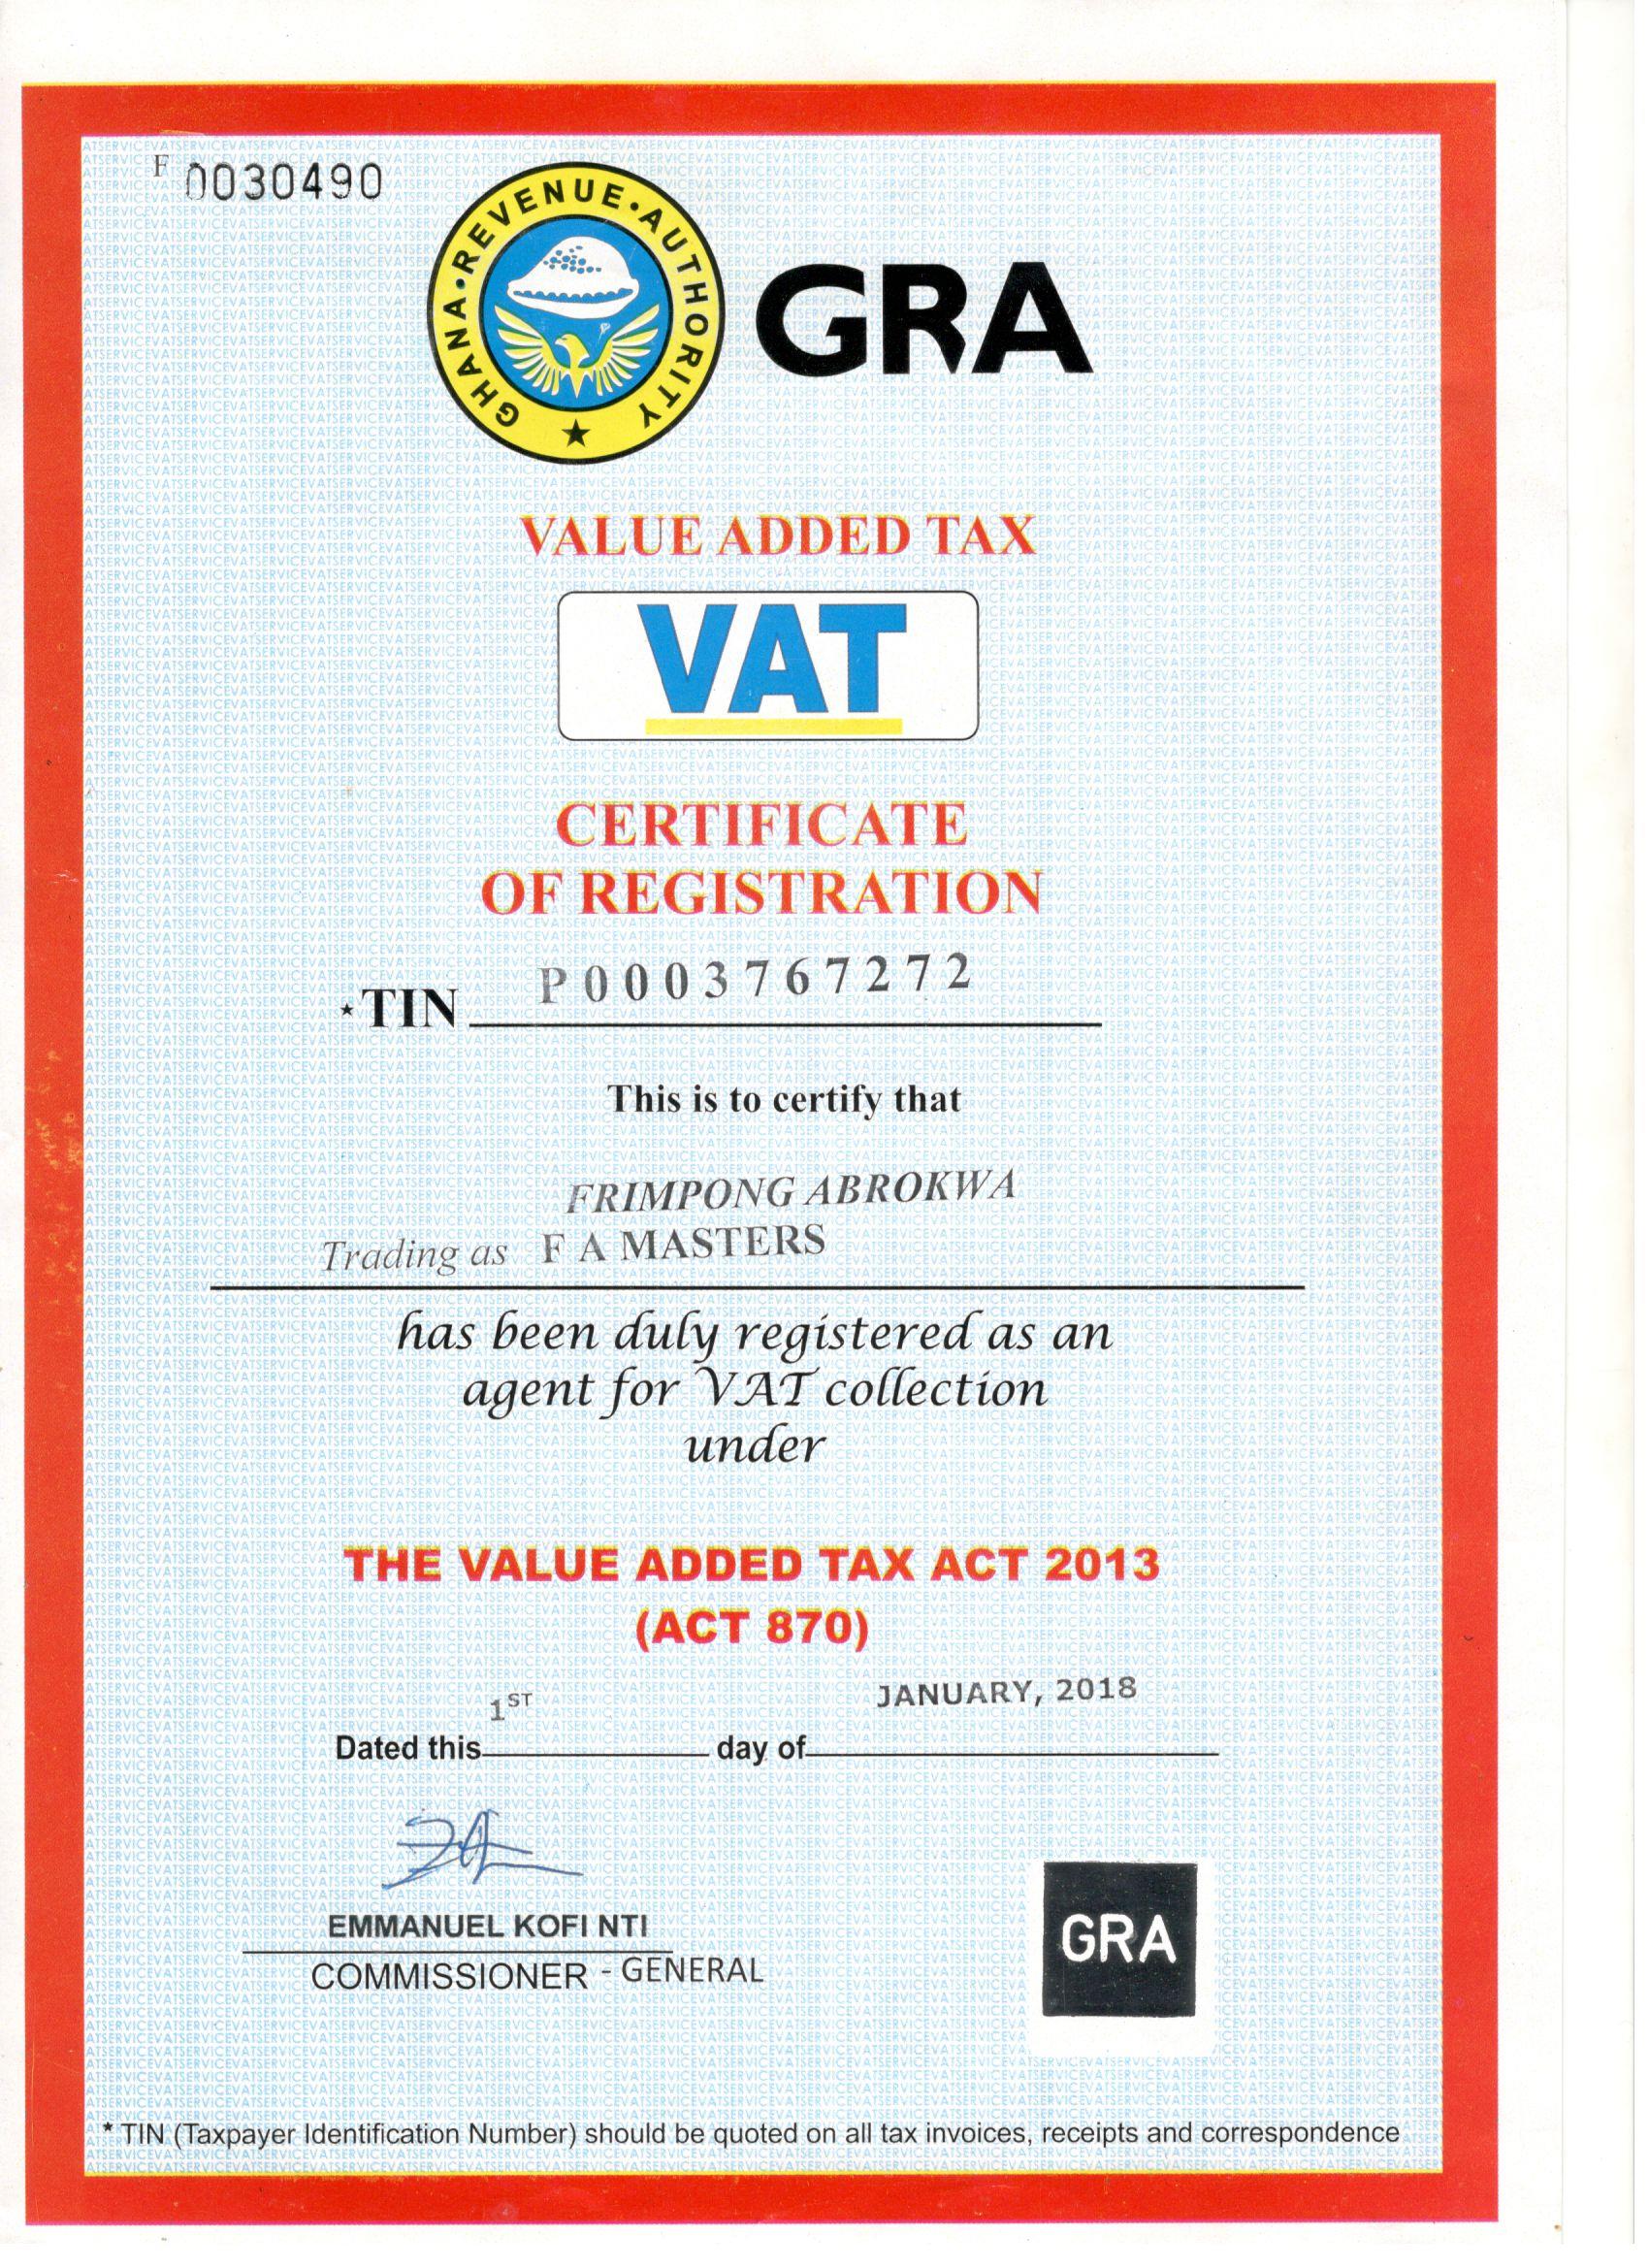 F 0030490
GHANA • REVENUE • AUTHORITY
GRA
VALUE ADDED TAX
VAT
CERTIFICATE
OF REGISTRATION
*TIN P0003767272
This is to certify that
FRIMPONG ABROKWA
Trading as F A MASTERS
has been duly registered as an
agent for VAT collection
under
THE VALUE ADDED TAX ACT 2013
(ACT 870)
1ST JANUARY, 2018
Dated this day of
EMMANUEL KOFI NTI
COMMISSIONER - GENERAL
GRA
* TIN (Taxpayer Identification Number) should be quoted on all tax invoices, receipts and correspondence